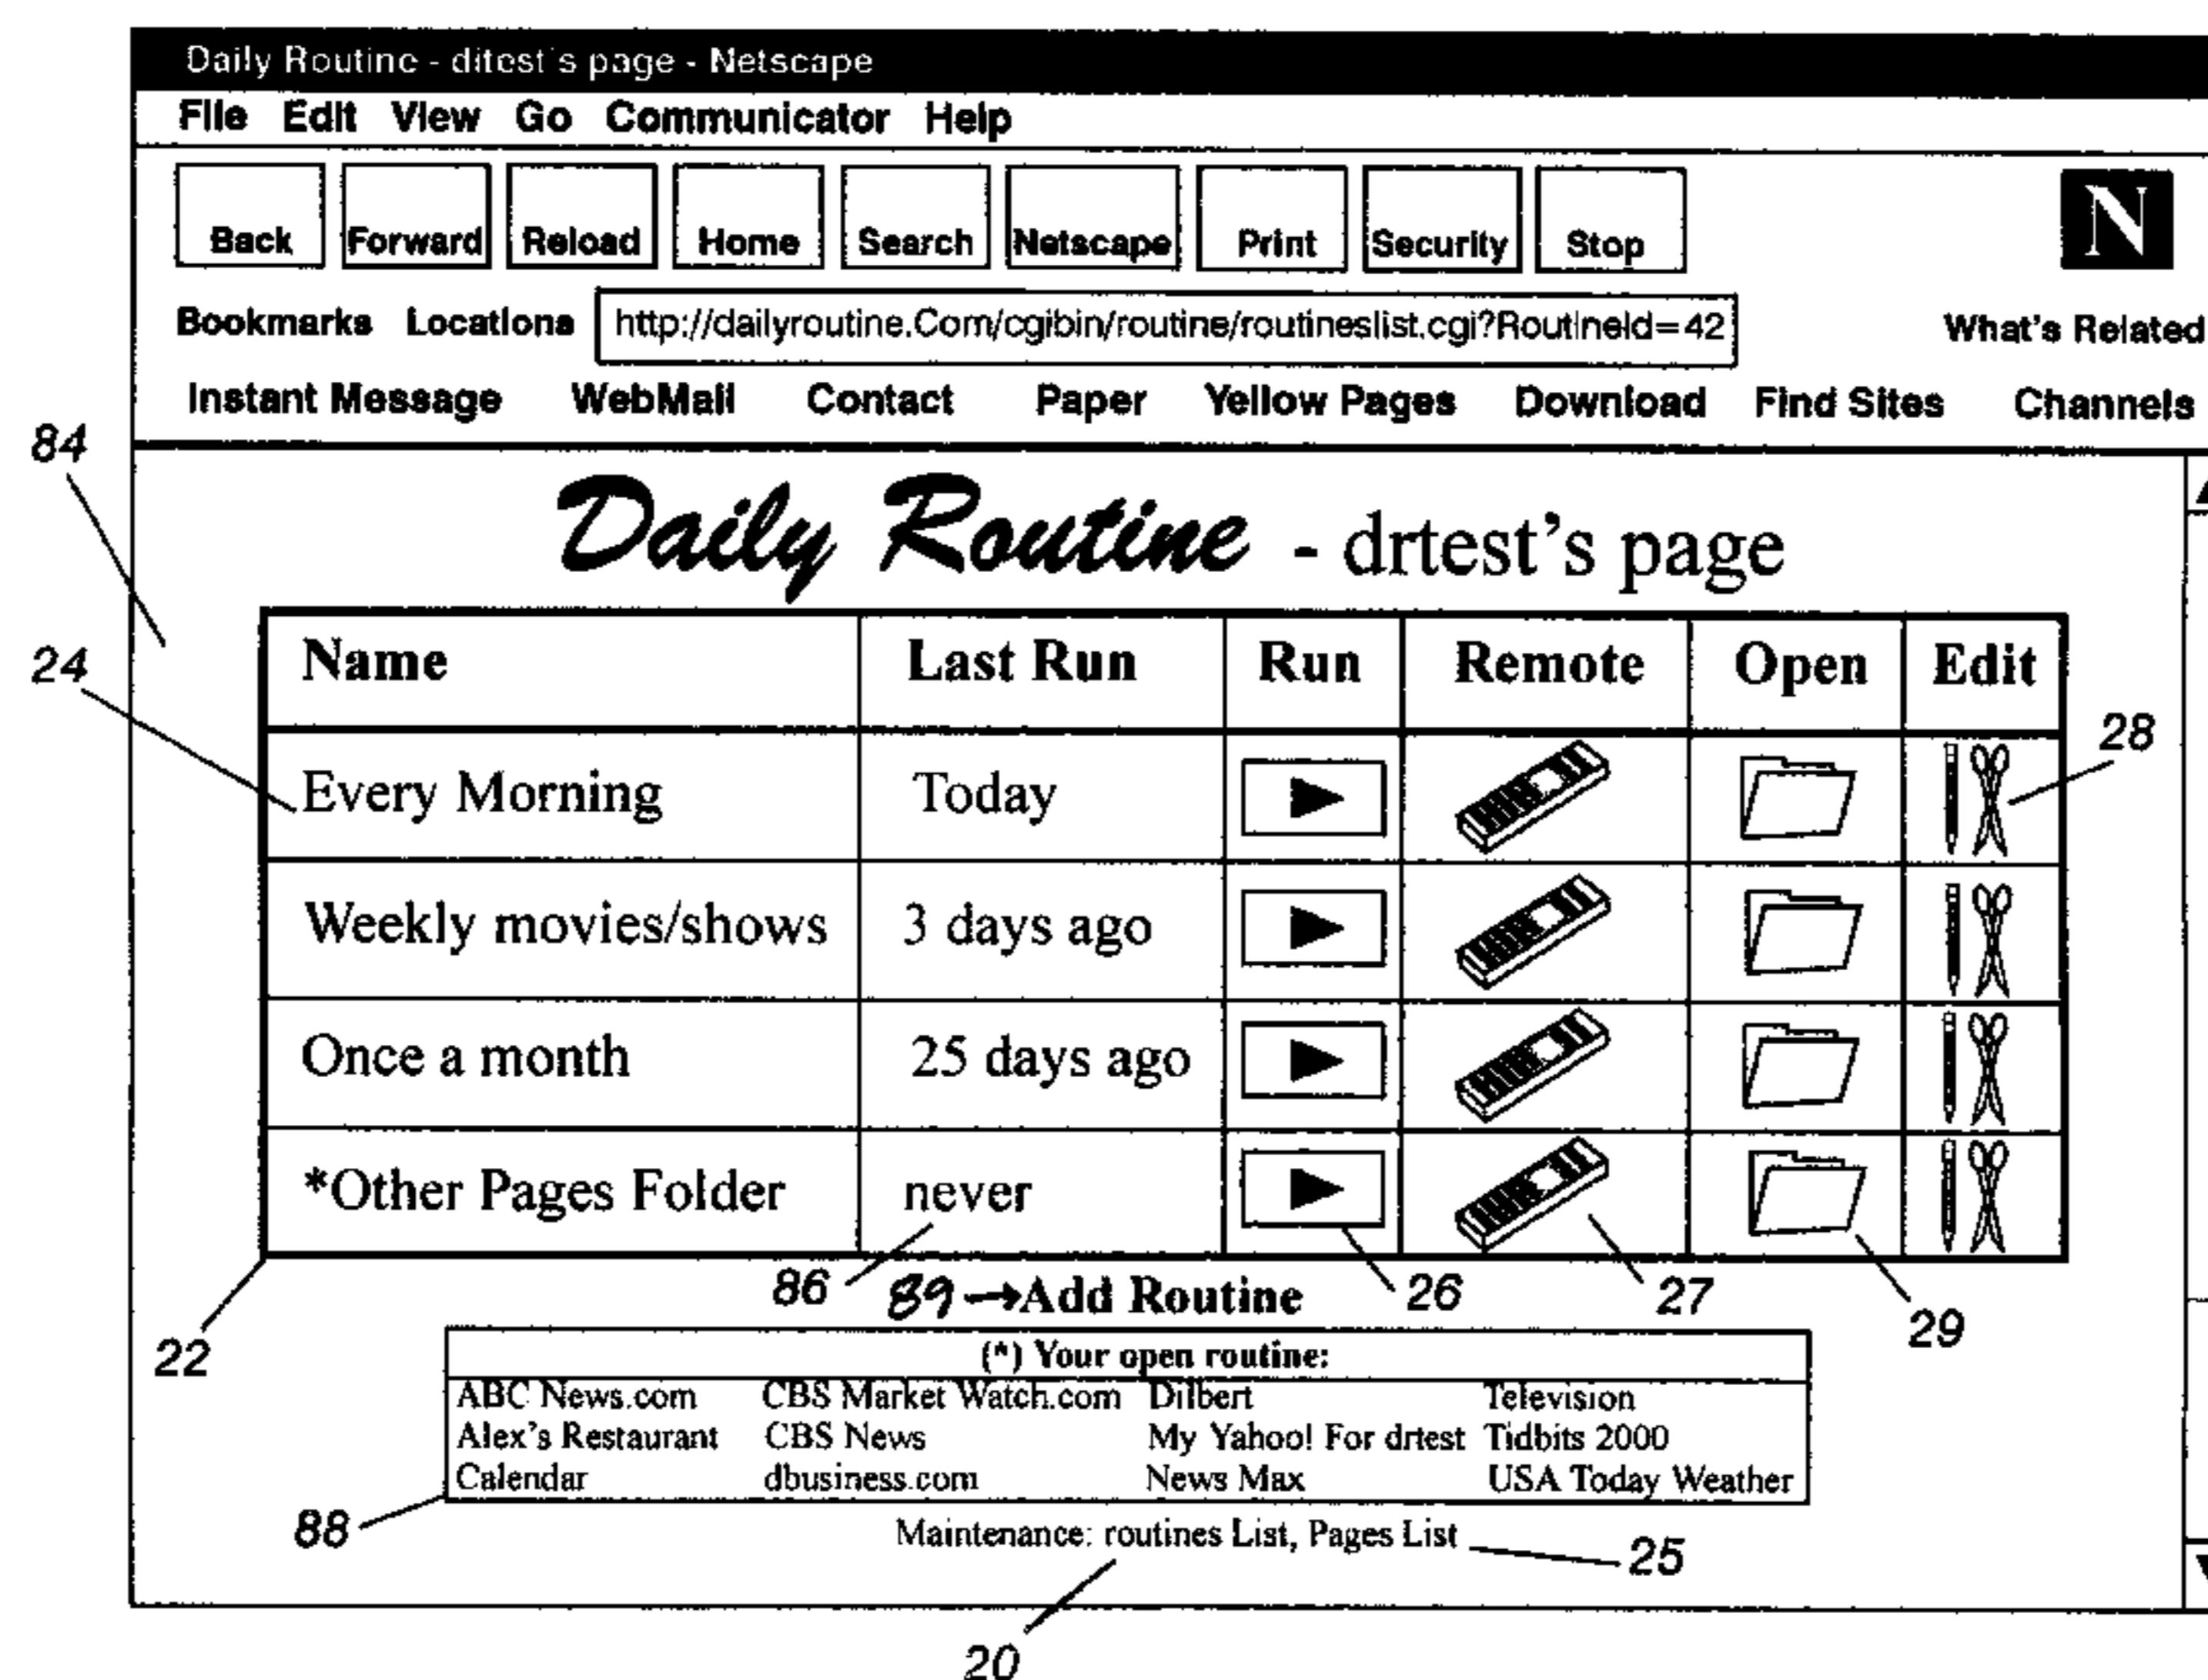 Daily Routine - ditest's page - Netscape
File Edit View Go Communicator Help
N
Back Forward Reload Home Search Netscape Print Security Stop
Bookmarks Locations http://dailyroutine.Com/cgibin/routine/routineslist.cgi?RoutineId=42 What's Related
Instant Message WebMail Contact Paper Yellow Pages Download Find Sites Channels
84
Daily Routine - drtest's page
24
Name Last Run Run Remote Open Edit
28
Every Morning Today
Weekly movies/shows 3 days ago
Once a month 25 days ago
*Other Pages Folder never
86 89→Add Routine 26 27
22 29
(*) Your open routine:
ABC News.com CBS Market Watch.com Dilbert Television
Alex's Restaurant CBS News My Yahoo! For drtest Tidbits 2000
Calendar dbusiness.com News Max USA Today Weather
88
Maintenance: routines List, Pages List 25
20